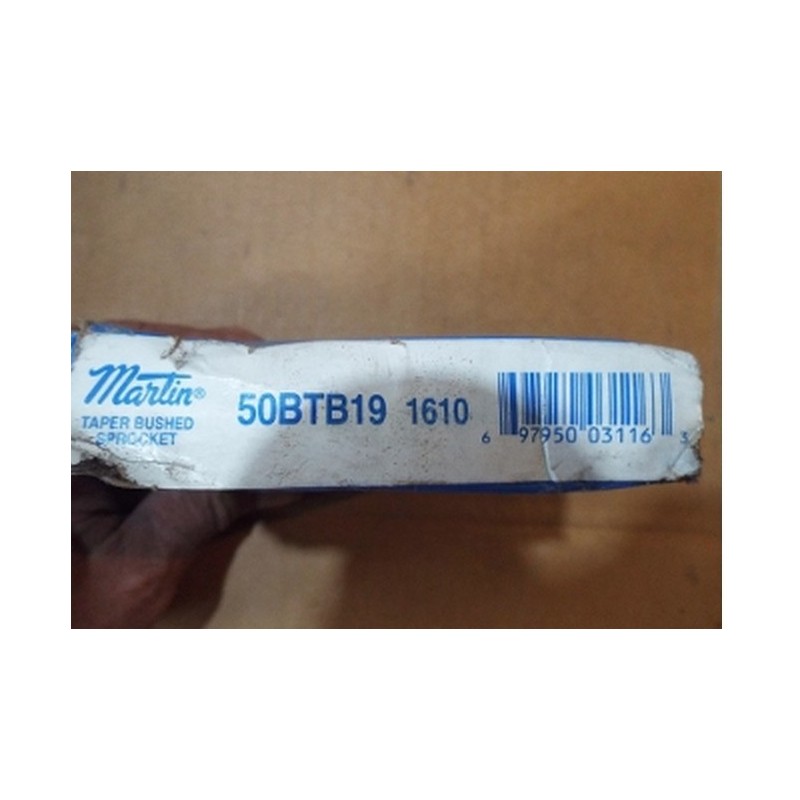 Martin®
TAPER BUSHED
SPROCKET
50BTB19 1610
6 97950 03116 3